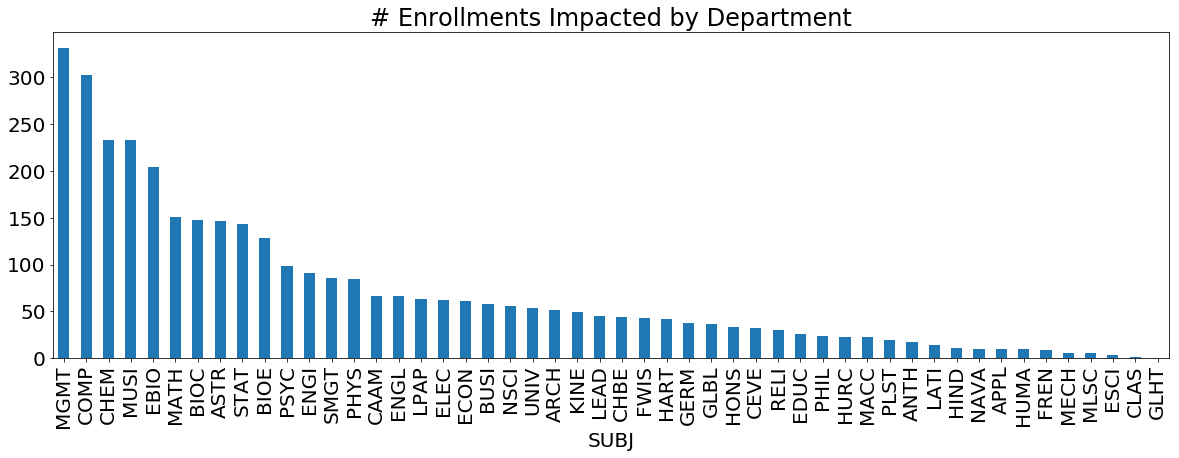 # Enrollments Impacted by Department
300
250
200
150
100
50
0
MGMT COMP CHEM MUSI EBIO MATH BIOC ASTR STAT BIOE PSYC ENGI SMGT PHYS CAAM ENGL LPAP ELEC ECON BUSI NSCI UNIV ARCH KINE LEAD CHBE FWIS HART GERM GLBL HONS CEVE RELI EDUC PHIL HURC MACC PLST ANTH LATI HIND NAVA APPL HUMA FREN MECH MLSC ESCI CLAS GLHT
SUBJ